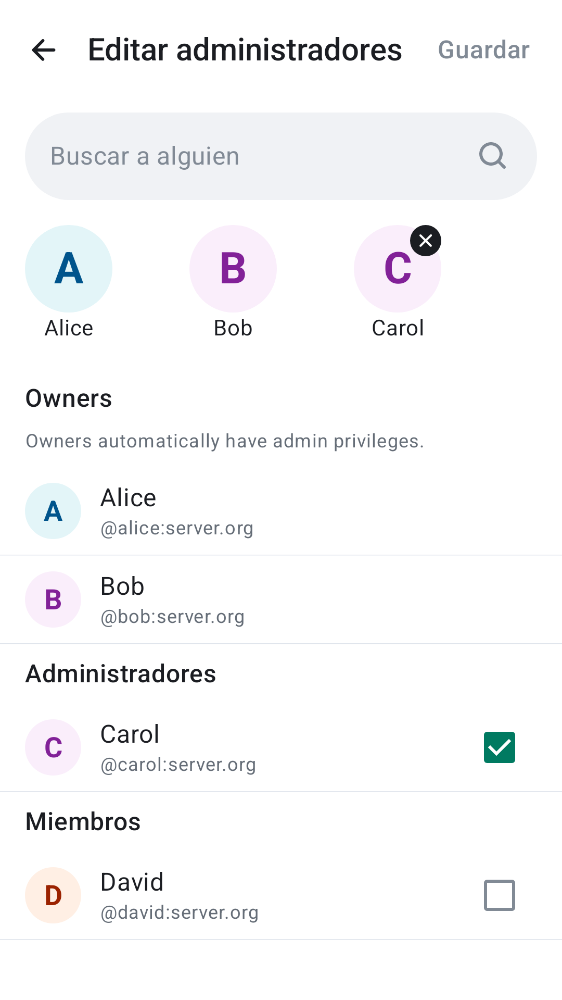 Editar administradores
Guardar
Buscar a alguien
A
B
C
Alice
Bob
Carol
Owners
Owners automatically have admin privileges.
A
Alice
@alice:server.org
B
Bob
@bob:server.org
Administradores
C
Carol
@carol:server.org
Miembros
D
David
@david:server.org